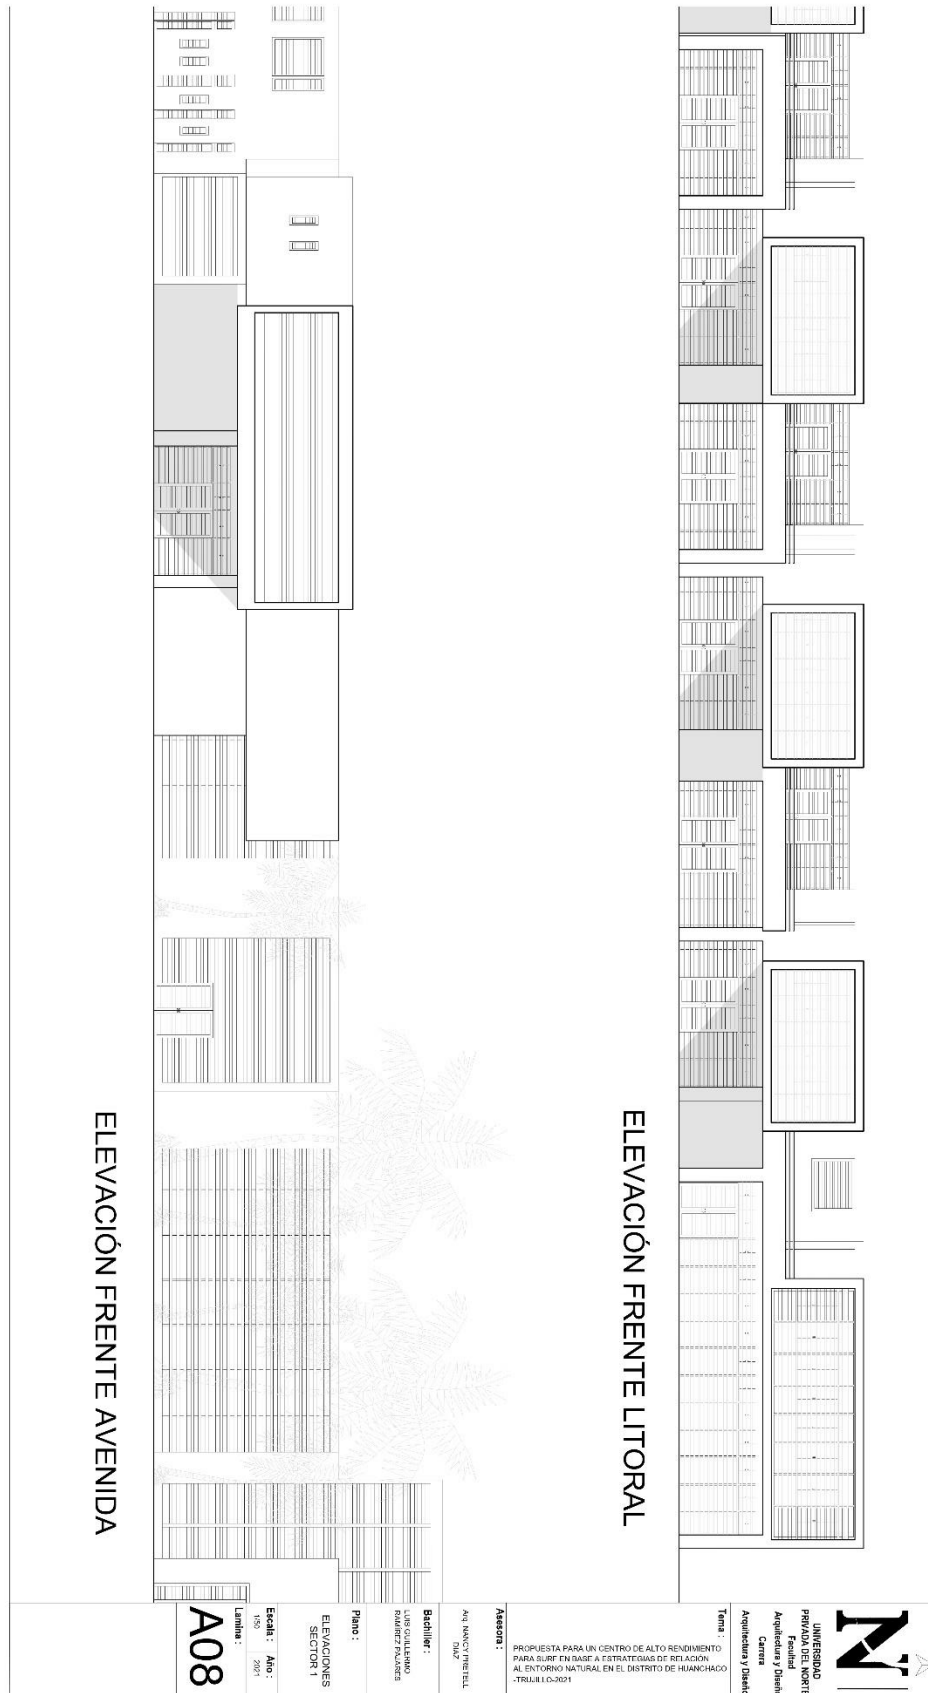 ELEVACIÓN FRENTE LITORAL
ELEVACIÓN FRENTE AVENIDA
N
UNIVERSIDAD
PRIVADA DEL NORTE
Facultad
Arquitectura y Diseño
Carrera
Arquitectura y Diseño
Tema :
PROPUESTA PARA UN CENTRO DE ALTO RENDIMIENTO
PARA SURF EN BASE A ESTRATEGIAS DE RELACIÓN
AL ENTORNO NATURAL EN EL DISTRITO DE HUANCHACO
-TRUJILLO-2021
Asesora :
Arq. NANCY PRETELL
DIAZ
Bachiller :
LUIS GUILLERMO
RAMÍREZ PAJARES
Plano :
ELEVACIONES
SECTOR 1
Escala : Año :
1/50 2021
Lamina :
A08